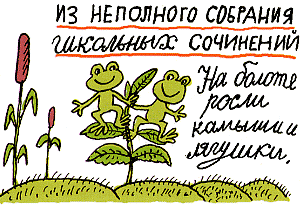 ИЗ НЕПОЛНОГО СОБРАНИЯ
ШКОЛЬНЫХ СОЧИНЕНИЙ
На болоте
росли
камыши и
лягушки.